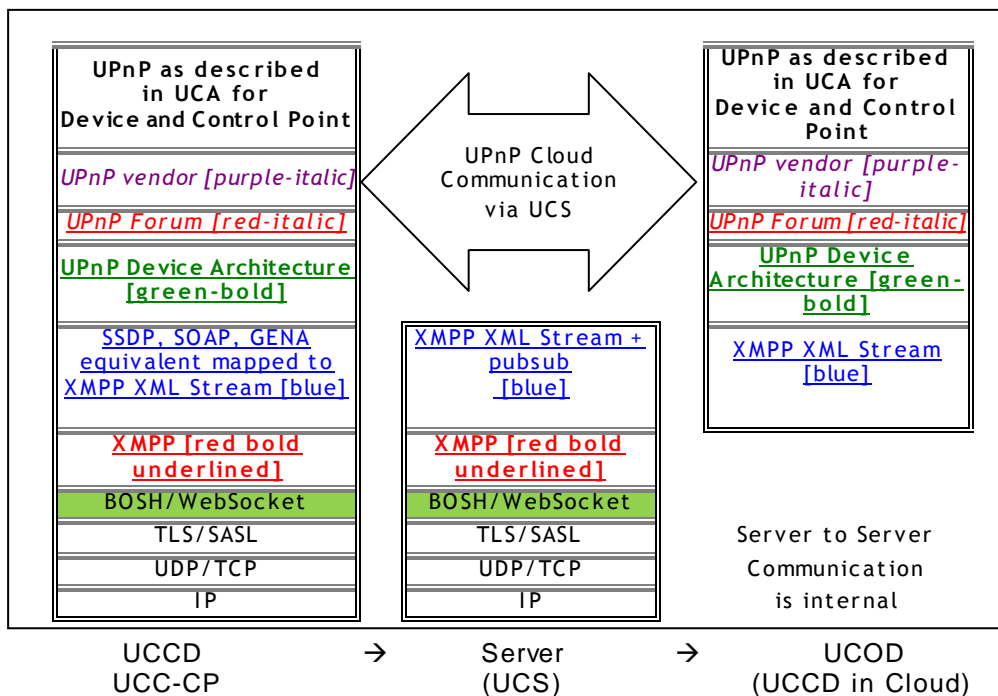 UPnP as described
in UCA for
Device and Control Point
UPnP vendor [purple-italic]
UPnP Forum [red-italic]
UPnP Device Architecture
[green-bold]
SSDP, SOAP, GENA
equivalent mapped to
XMPP XML Stream [blue]
XMPP [red bold
underlined]
BOSH/WebSocket
TLS/SASL
UDP/TCP
IP
UPnP Cloud
Communication
via UCS
XMPP XML Stream +
pubsub
[blue]
XMPP [red bold
underlined]
BOSH/WebSocket
TLS/SASL
UDP/TCP
IP
UPnP as described
in UCA for
Device and Control
Point
UPnP vendor [purple-
italic]
UPnP Forum [red-italic]
UPnP Device
Architecture [green-
bold]
XMPP XML Stream
[blue]
Server to Server
Communication
is internal
UCCD → Server → UCOD
UCC-CP (UCS) (UCCD in Cloud)